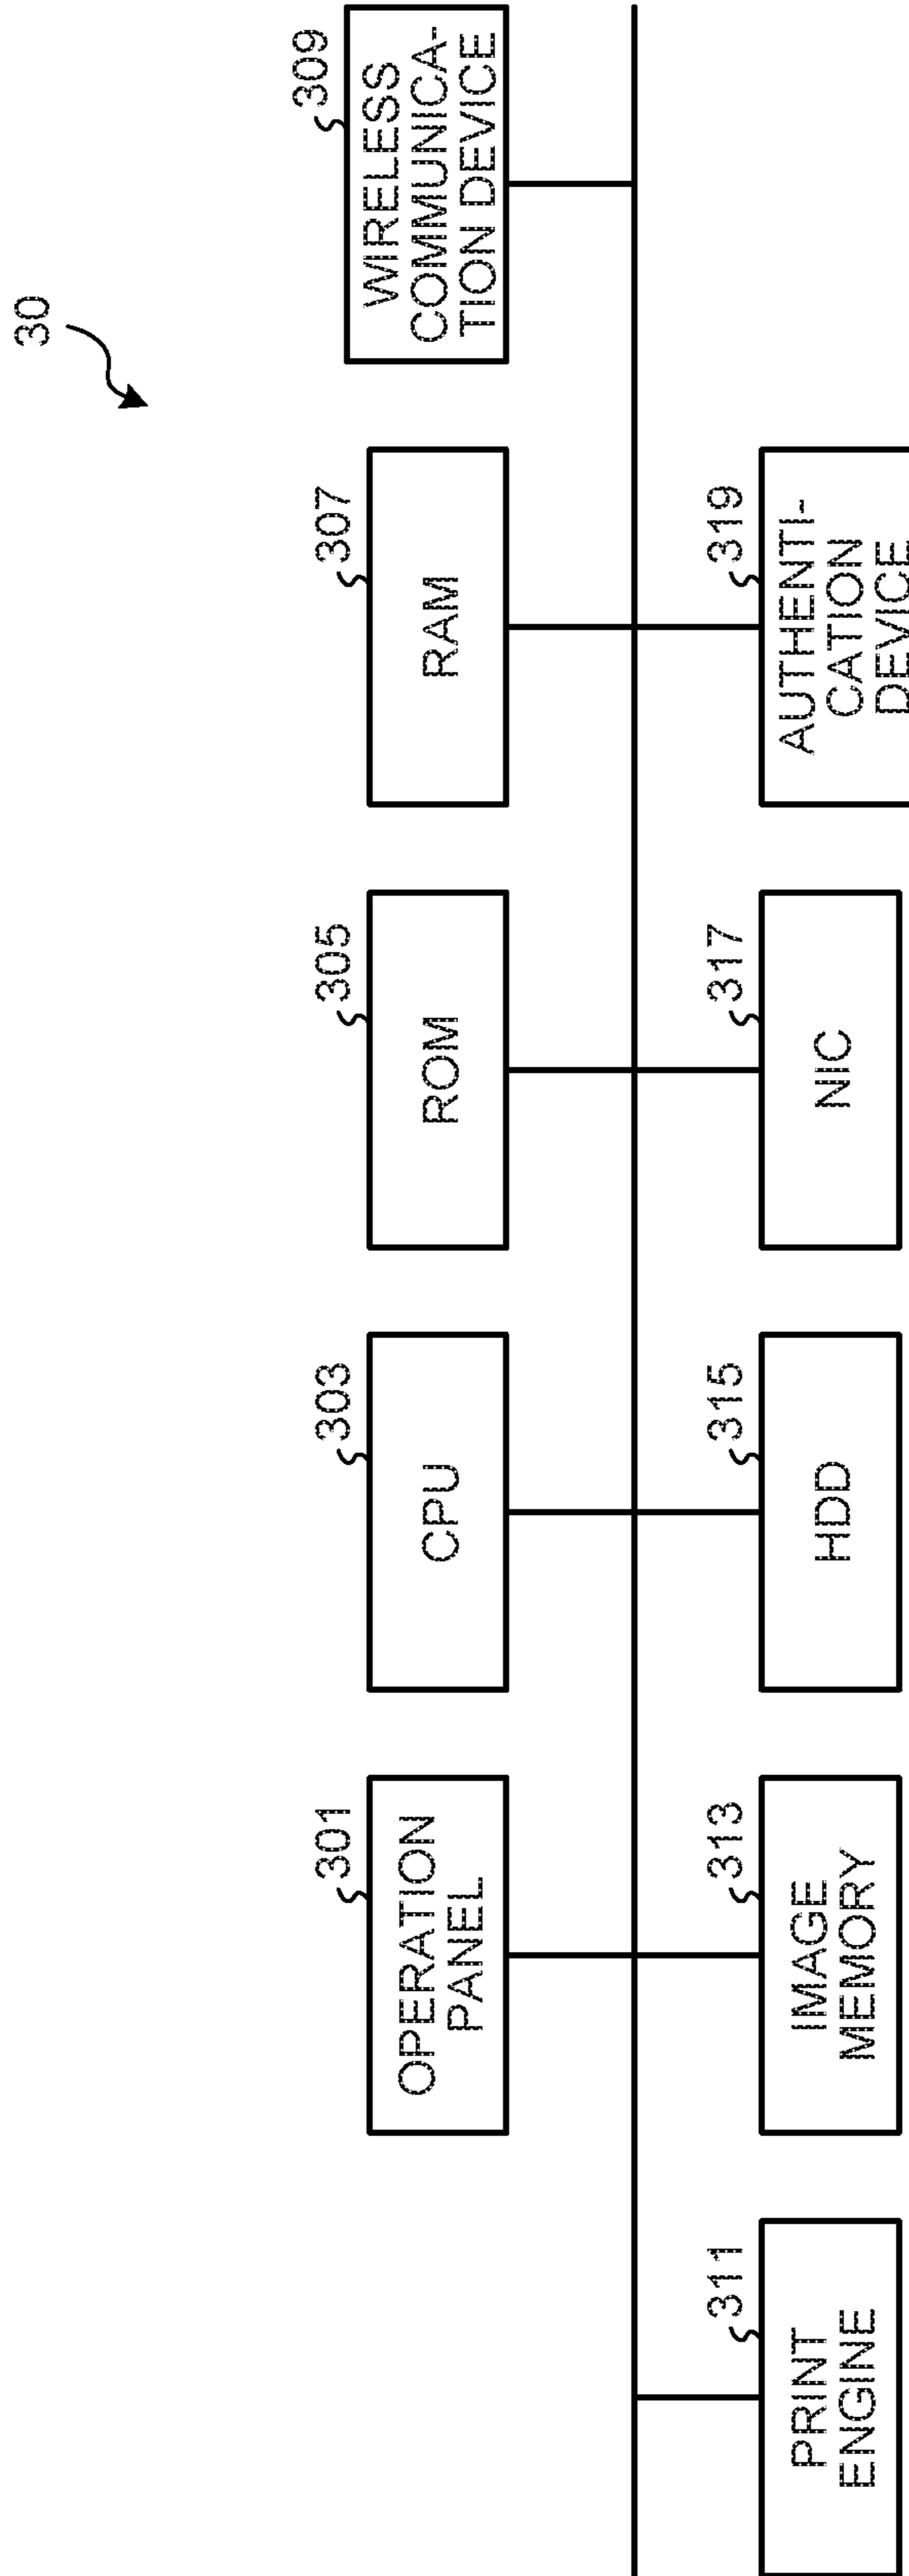 30
301
OPERATION
PANEL
303
CPU
305
ROM
307
RAM
309
WIRELESS
COMMUNICA-
TION DEVICE
311
PRINT
ENGINE
313
IMAGE
MEMORY
315
HDD
317
NIC
319
AUTHENTI-
CATION
DEVICE